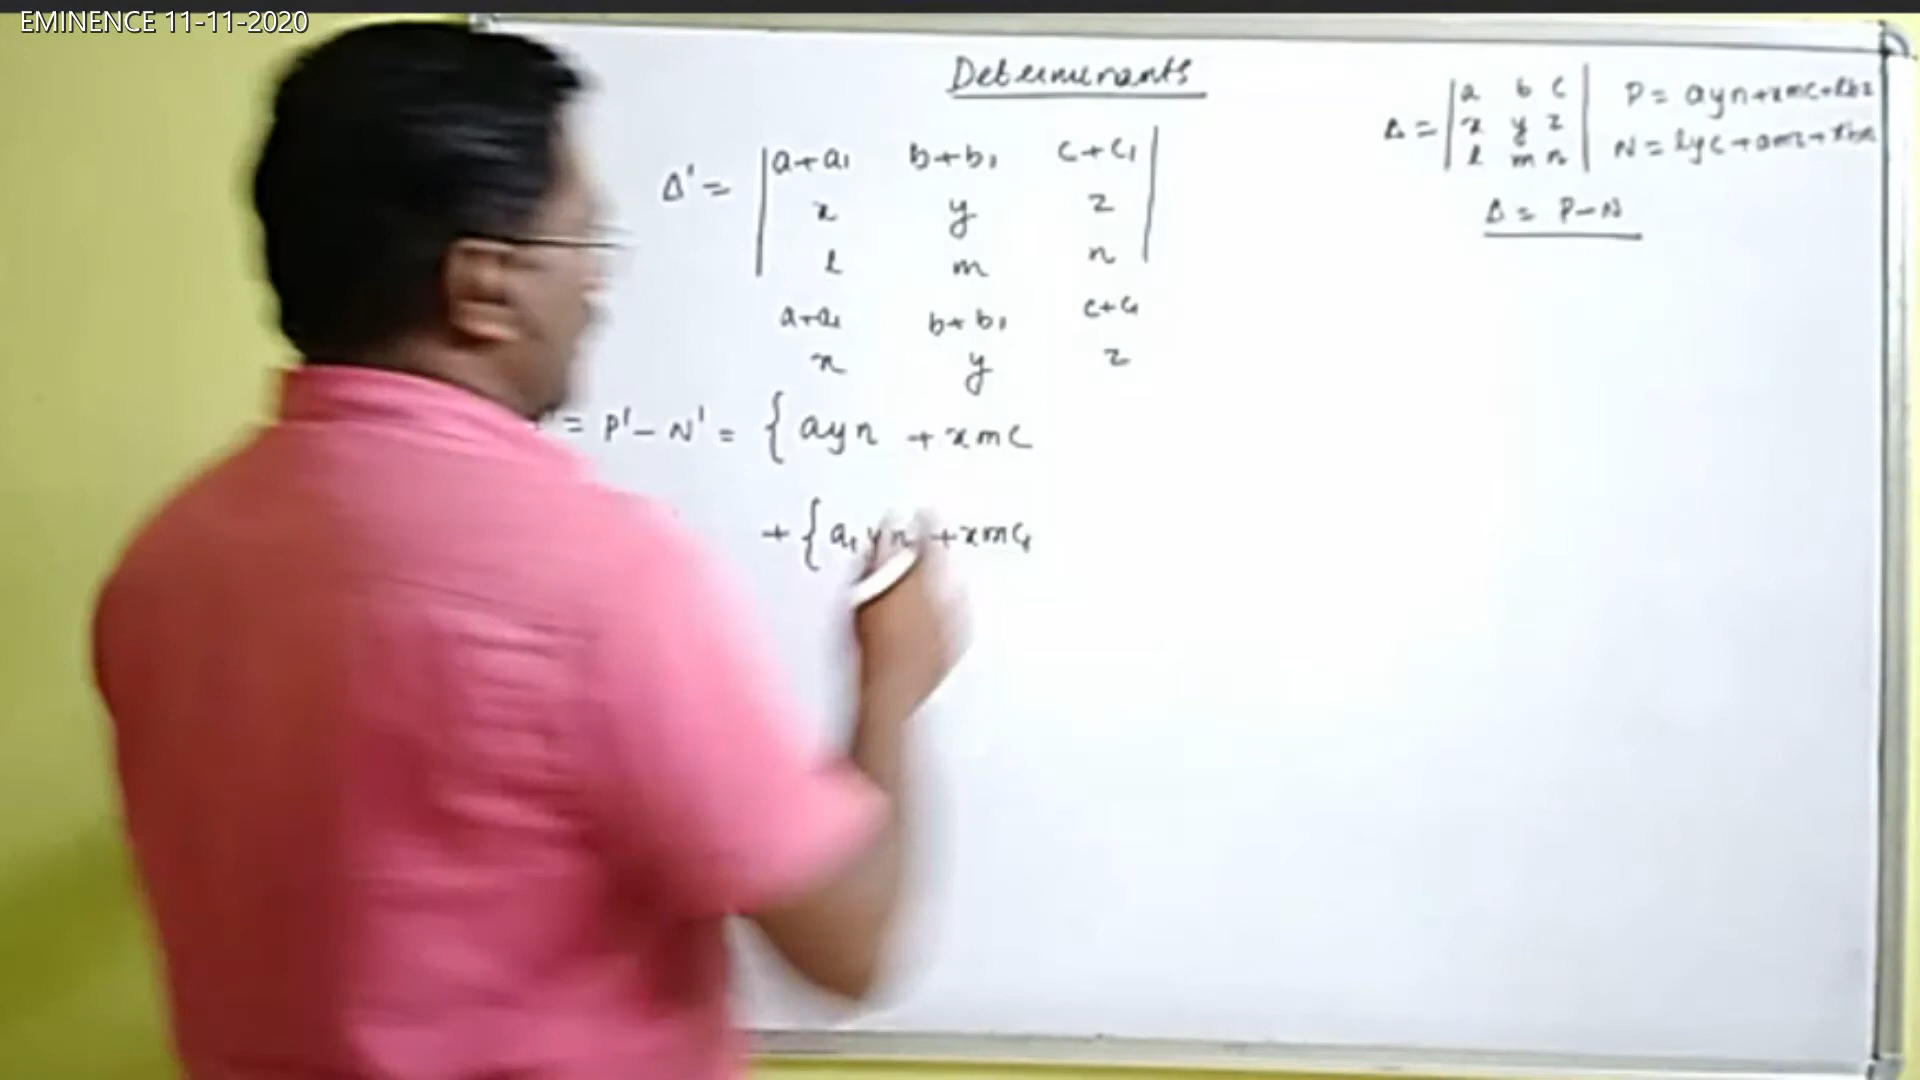 EMINENCE 11-11-2020
Determinants
Δ' = | a+a₁ b+b₁ c+c₁ |
x y z
l m n
a+a₁ b+b₁ c+c₁
x y z
= P' - N' = { ayn + xmc
+ { a₁yn + xmc₁
Δ = | a b c |
x y z
l m n
P = ayn+xmc+lbz
N = lyc+amz+xbn
Δ = P-N